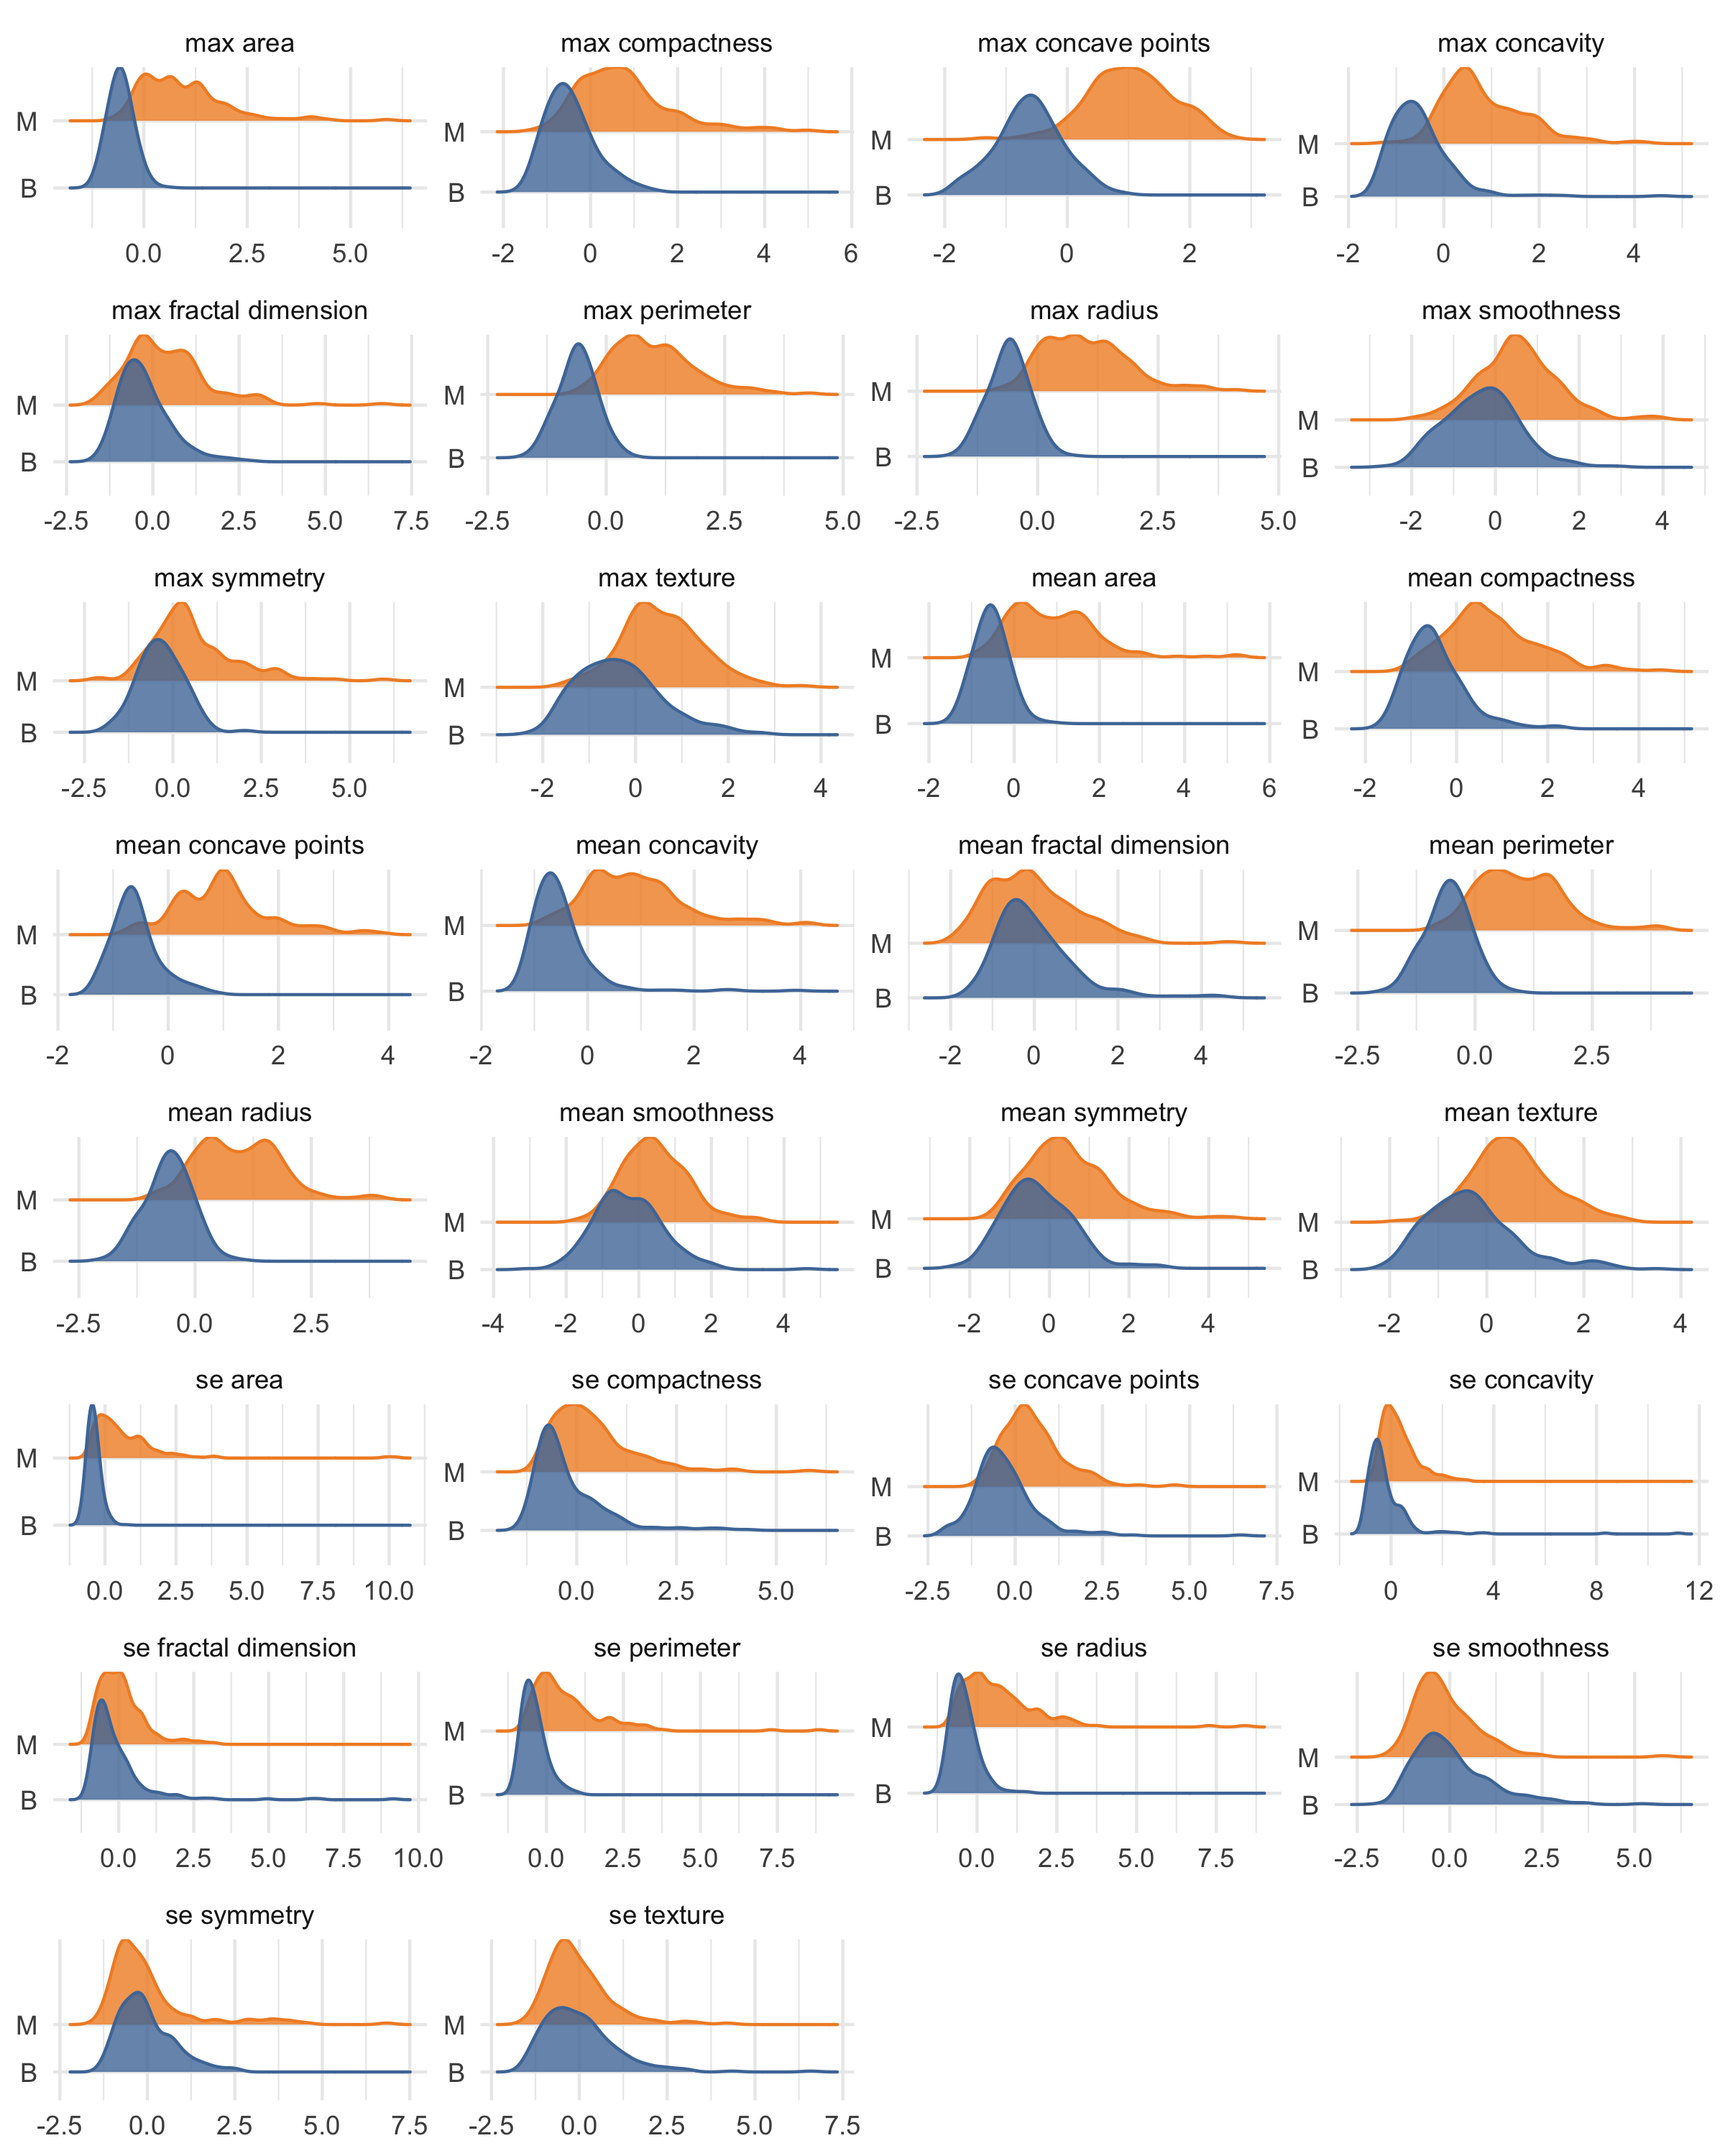 max area max compactness max concave points max concavity
M M M M
B B B B
0.0 2.5 5.0 -2 0 2 4 6 -2 0 2 -2 0 2 4
max fractal dimension max perimeter max radius max smoothness
M M M M
B B B B
-2.5 0.0 2.5 5.0 7.5 -2.5 0.0 2.5 5.0 -2.5 0.0 2.5 5.0 -2 0 2 4
max symmetry max texture mean area mean compactness
M M M M
B B B B
-2.5 0.0 2.5 5.0 -2 0 2 4 -2 0 2 4 6 -2 0 2 4
mean concave points mean concavity mean fractal dimension mean perimeter
M M M M
B B B B
-2 0 2 4 -2 0 2 4 -2 0 2 4 -2.5 0.0 2.5
mean radius mean smoothness mean symmetry mean texture
M M M M
B B B B
-2.5 0.0 2.5 -4 -2 0 2 4 -2 0 2 4 -2 0 2 4
se area se compactness se concave points se concavity
M M M M
B B B B
0.0 2.5 5.0 7.5 10.0 0.0 2.5 5.0 -2.5 0.0 2.5 5.0 7.5 0 4 8 12
se fractal dimension se perimeter se radius se smoothness
M M M M
B B B B
0.0 2.5 5.0 7.5 10.0 0.0 2.5 5.0 7.5 0.0 2.5 5.0 7.5 -2.5 0.0 2.5 5.0
se symmetry se texture
M M
B B
-2.5 0.0 2.5 5.0 7.5 -2.5 0.0 2.5 5.0 7.5